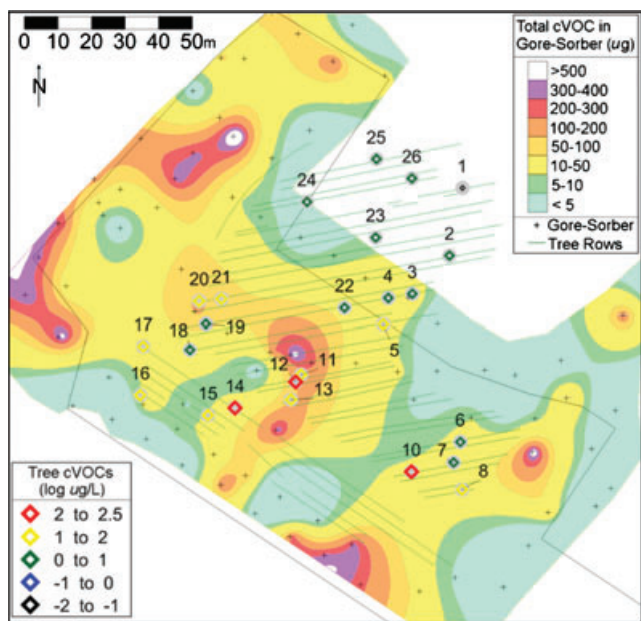 0 10 20 30 40 50m
N
Total cVOC in
Gore-Sorber (ug)
>500
300-400
200-300
100-200
50-100
10-50
5-10
< 5
+ Gore-Sorber
Tree Rows
25
26
1
24
23
2
20 21
22
4
3
17
18
19
5
12
11
16
15
14
13
6
10
7
8
Tree cVOCs
(log ug/L)
2 to 2.5
1 to 2
0 to 1
-1 to 0
-2 to -1